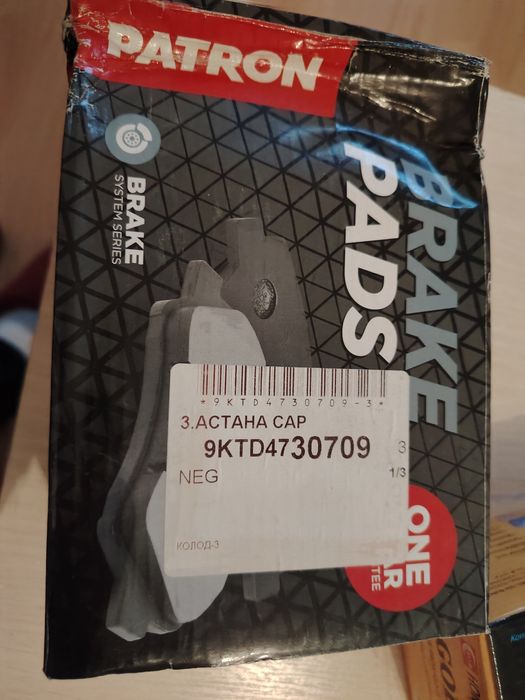 PATRON
BRAKE
SYSTEM SERIES
BRAKE
PADS
*9KTD4730709-3*
3.АСТАНА САР
9KTD4730709 3
NEG 1/3
КОЛОД-3
ONE
TEE